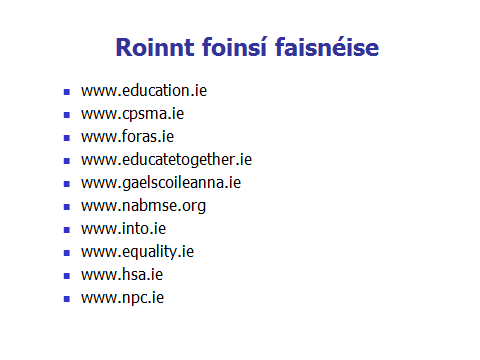 Roinnt foinsí faisnéise
www.education.ie
www.cpsma.ie
www.foras.ie
www.educatetogether.ie
www.gaelscoileanna.ie
www.nabmse.org
www.into.ie
www.equality.ie
www.hsa.ie
www.npc.ie